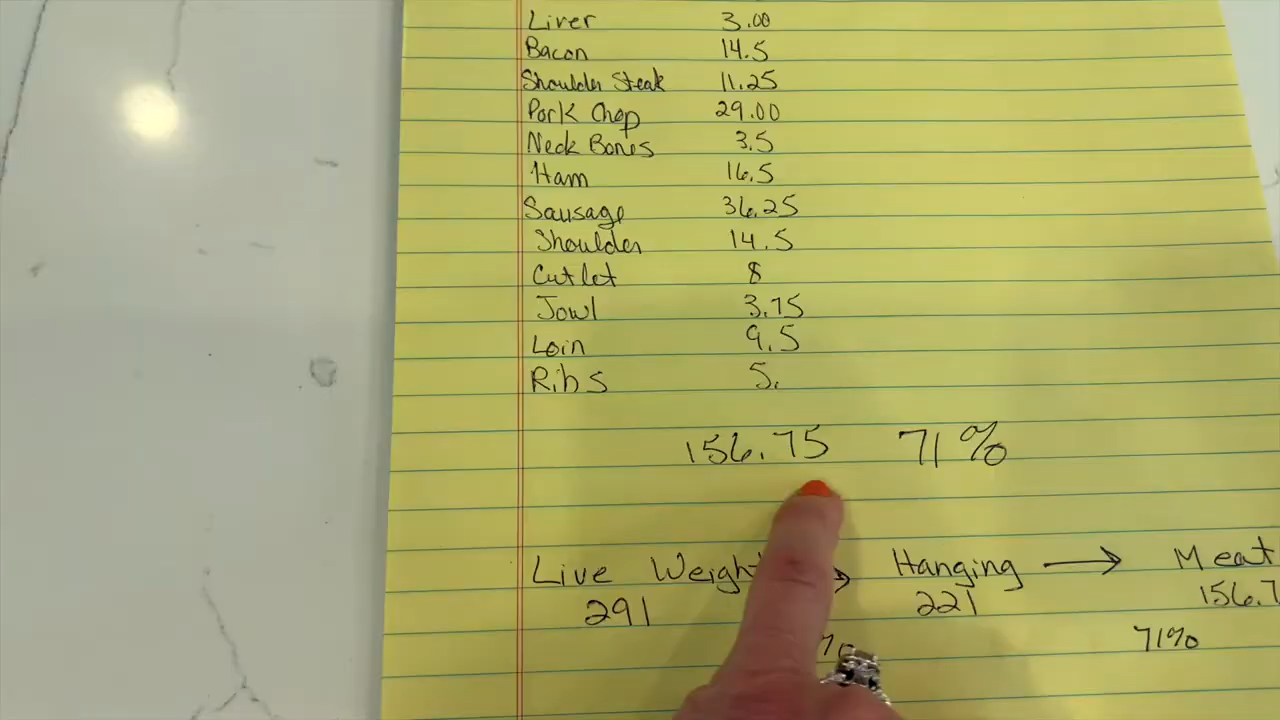 Liver 3.00
Bacon 14.5
Shoulder Steak 11.25
Pork Chop 29.00
Neck Bones 3.5
Ham 16.5
Sausage 36.25
Shoulder 14.5
Cutlet 8
Jowl 3.75
Loin 9.5
Ribs 5.
156.75 71%
Live Weight → Hanging → Meat
291 221 156.7
% 71%